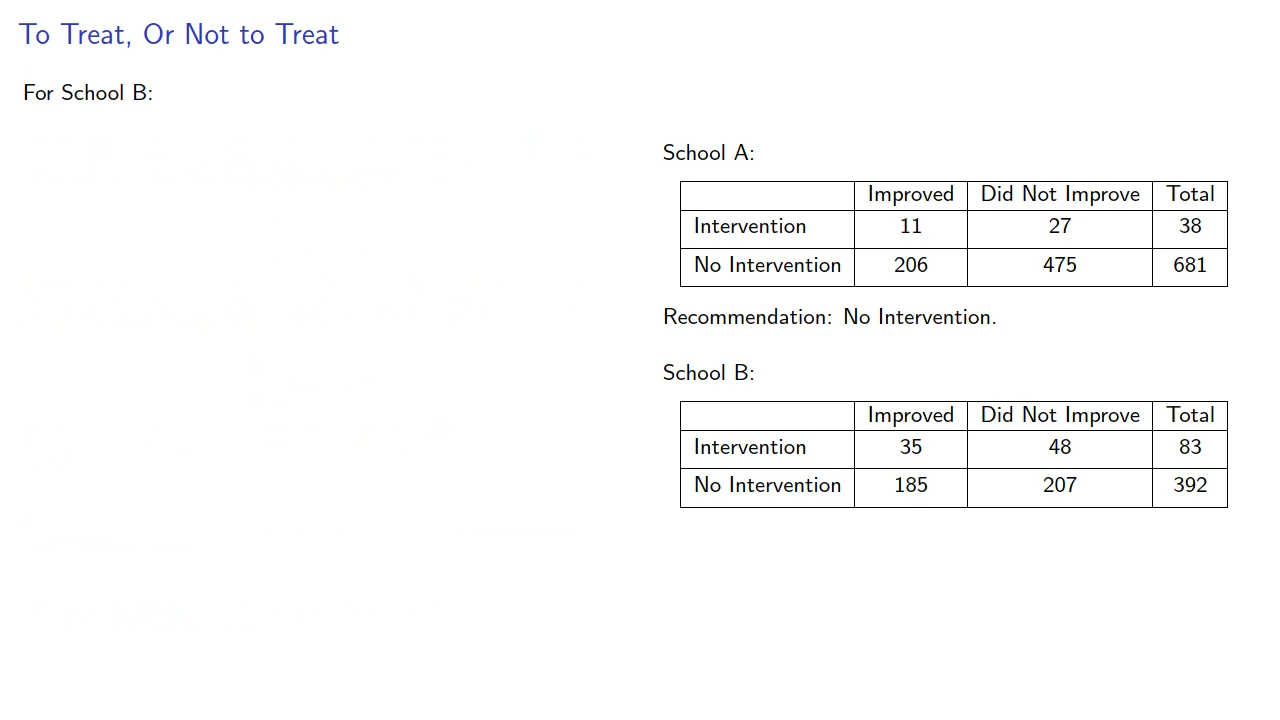 To Treat, Or Not to Treat
For School B:
School A:
Improved Did Not Improve Total
Intervention 11 27 38
No Intervention 206 475 681
Recommendation: No Intervention.
School B:
Improved Did Not Improve Total
Intervention 35 48 83
No Intervention 185 207 392